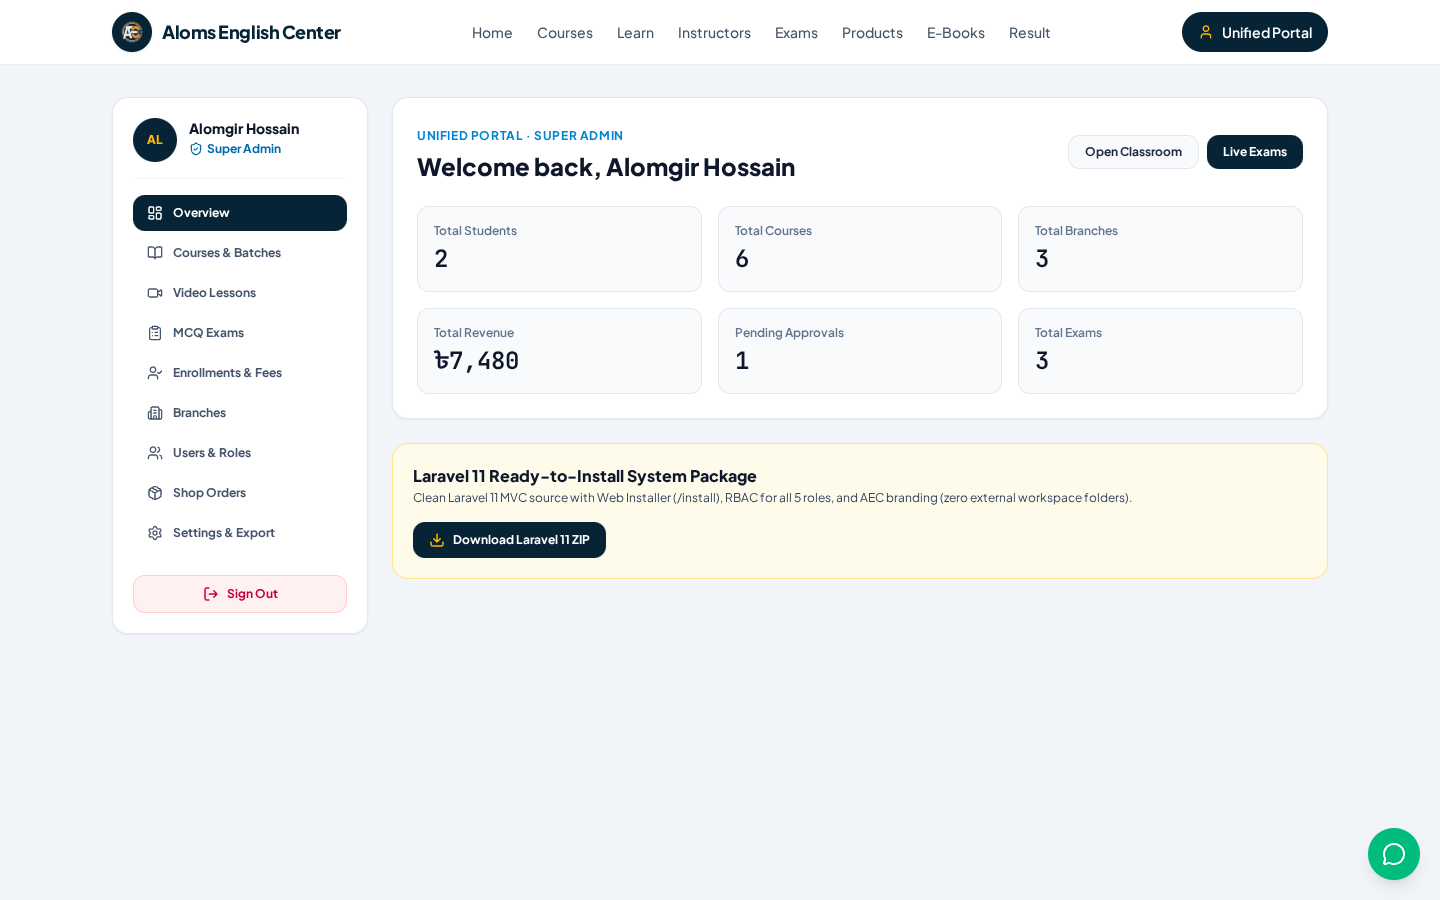 AE
Aloms English Center
Home
Courses
Learn
Instructors
Exams
Products
E-Books
Result
Unified Portal
AL
Alomgir Hossain
Super Admin
Overview
Courses & Batches
Video Lessons
MCQ Exams
Enrollments & Fees
Branches
Users & Roles
Shop Orders
Settings & Export
Sign Out
UNIFIED PORTAL · SUPER ADMIN
Welcome back, Alomgir Hossain
Open Classroom
Live Exams
Total Students
2
Total Courses
6
Total Branches
3
Total Revenue
৳7,480
Pending Approvals
1
Total Exams
3
Laravel 11 Ready-to-Install System Package
Clean Laravel 11 MVC source with Web Installer (/install), RBAC for all 5 roles, and AEC branding (zero external workspace folders).
Download Laravel 11 ZIP